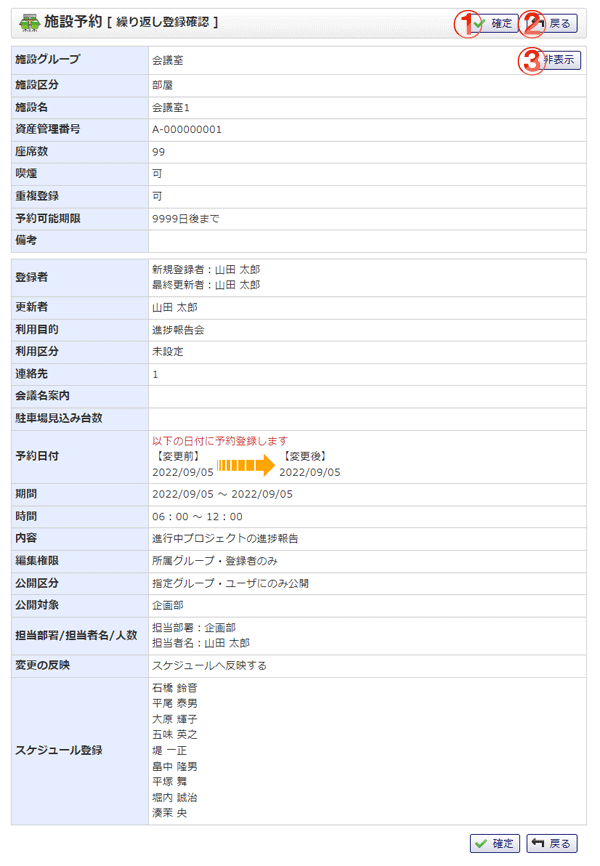 施設予約 [ 繰り返し登録確認 ]
① 確定 ② 戻る
施設グループ 会議室 ③ 非表示
施設区分 部屋
施設名 会議室1
資産管理番号 A-000000001
座席数 99
喫煙 可
重複登録 可
予約可能期限 9999日後まで
備考
登録者 新規登録者：山田 太郎
最終更新者：山田 太郎
更新者 山田 太郎
利用目的 進捗報告会
利用区分 未設定
連絡先 1
会議名案内
駐車場見込み台数
予約日付 以下の日付に予約登録します
【変更前】 【変更後】
2022/09/05 2022/09/05
期間 2022/09/05 ～ 2022/09/05
時間 06：00 ～ 12：00
内容 進行中プロジェクトの進捗報告
編集権限 所属グループ・登録者のみ
公開区分 指定グループ・ユーザにのみ公開
公開対象 企画部
担当部署/担当者名/人数 担当部署：企画部
担当者名：山田 太郎
変更の反映 スケジュールへ反映する
スケジュール登録 石橋 鈴音
平尾 泰男
大原 輝子
五味 英之
堤 一正
畠中 隆男
平塚 舞
堀内 誠治
湊茉 央
確定 戻る